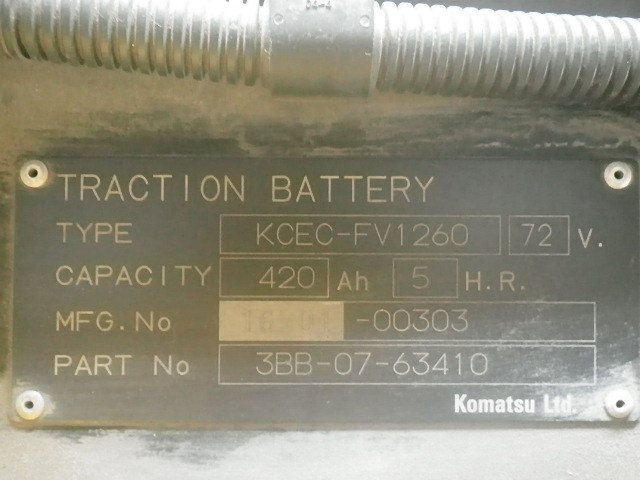 TRACTION BATTERY
TYPE KCEC-FV1260 72 V.
CAPACITY 420 Ah 5 H.R.
MFG.No -00303
PART No 3BB-07-63410
Komatsu Ltd.